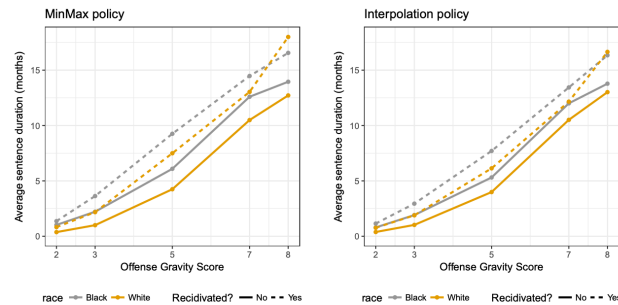 MinMax policy
Average sentence duration (months)
15
10
5
0
2 3 5 7 8
Offense Gravity Score
race Black White Recidivated? No Yes
Interpolation policy
Average sentence duration (months)
15
10
5
0
2 3 5 7 8
Offense Gravity Score
race Black White Recidivated? No Yes